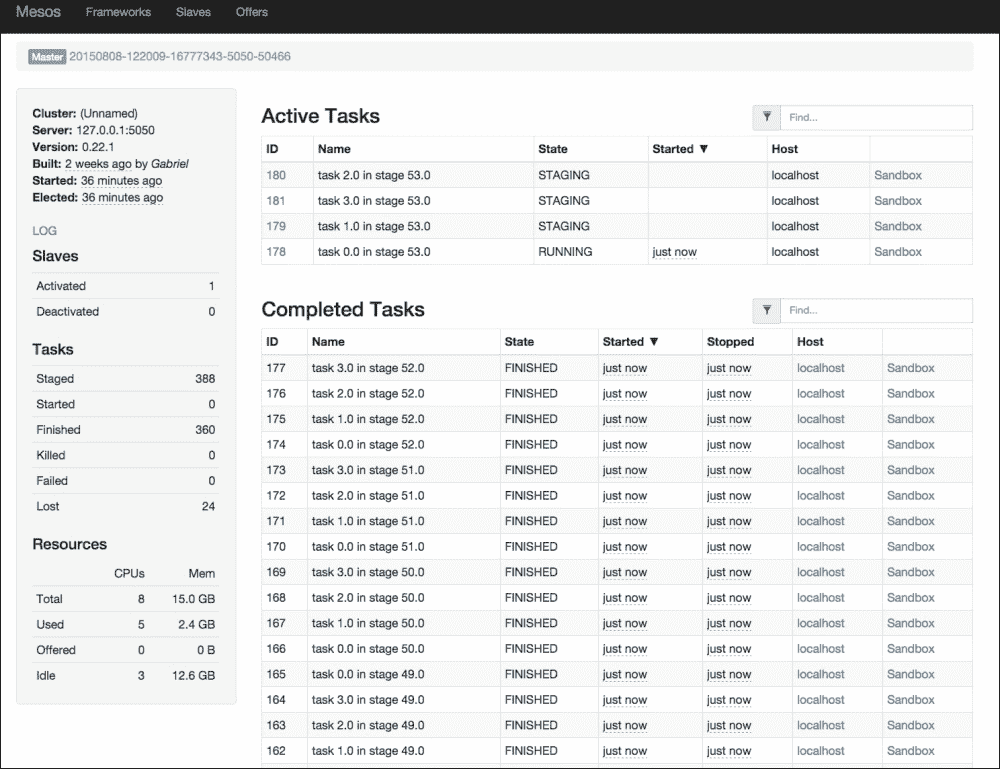 Mesos Frameworks Slaves Offers
Master 20150808-122009-16777343-5050-50466
Cluster: (Unnamed)
Server: 127.0.0.1:5050
Version: 0.22.1
Built: 2 weeks ago by Gabriel
Started: 36 minutes ago
Elected: 36 minutes ago
LOG
Slaves
Activated 1
Deactivated 0
Tasks
Staged 388
Started 0
Finished 360
Killed 0
Failed 0
Lost 24
Resources
CPUs Mem
Total 8 15.0 GB
Used 5 2.4 GB
Offered 0 0 B
Idle 3 12.6 GB
Active Tasks
Find...
ID Name State Started ▼ Host
180 task 2.0 in stage 53.0 STAGING localhost Sandbox
181 task 3.0 in stage 53.0 STAGING localhost Sandbox
179 task 1.0 in stage 53.0 STAGING localhost Sandbox
178 task 0.0 in stage 53.0 RUNNING just now localhost Sandbox
Completed Tasks
Find...
ID Name State Started ▼ Stopped Host
177 task 3.0 in stage 52.0 FINISHED just now just now localhost Sandbox
176 task 2.0 in stage 52.0 FINISHED just now just now localhost Sandbox
175 task 1.0 in stage 52.0 FINISHED just now just now localhost Sandbox
174 task 0.0 in stage 52.0 FINISHED just now just now localhost Sandbox
173 task 3.0 in stage 51.0 FINISHED just now just now localhost Sandbox
172 task 2.0 in stage 51.0 FINISHED just now just now localhost Sandbox
171 task 1.0 in stage 51.0 FINISHED just now just now localhost Sandbox
170 task 0.0 in stage 51.0 FINISHED just now just now localhost Sandbox
169 task 3.0 in stage 50.0 FINISHED just now just now localhost Sandbox
168 task 2.0 in stage 50.0 FINISHED just now just now localhost Sandbox
167 task 1.0 in stage 50.0 FINISHED just now just now localhost Sandbox
166 task 0.0 in stage 50.0 FINISHED just now just now localhost Sandbox
165 task 0.0 in stage 49.0 FINISHED just now just now localhost Sandbox
164 task 3.0 in stage 49.0 FINISHED just now just now localhost Sandbox
163 task 2.0 in stage 49.0 FINISHED just now just now localhost Sandbox
162 task 1.0 in stage 49.0 FINISHED just now just now localhost Sandbox